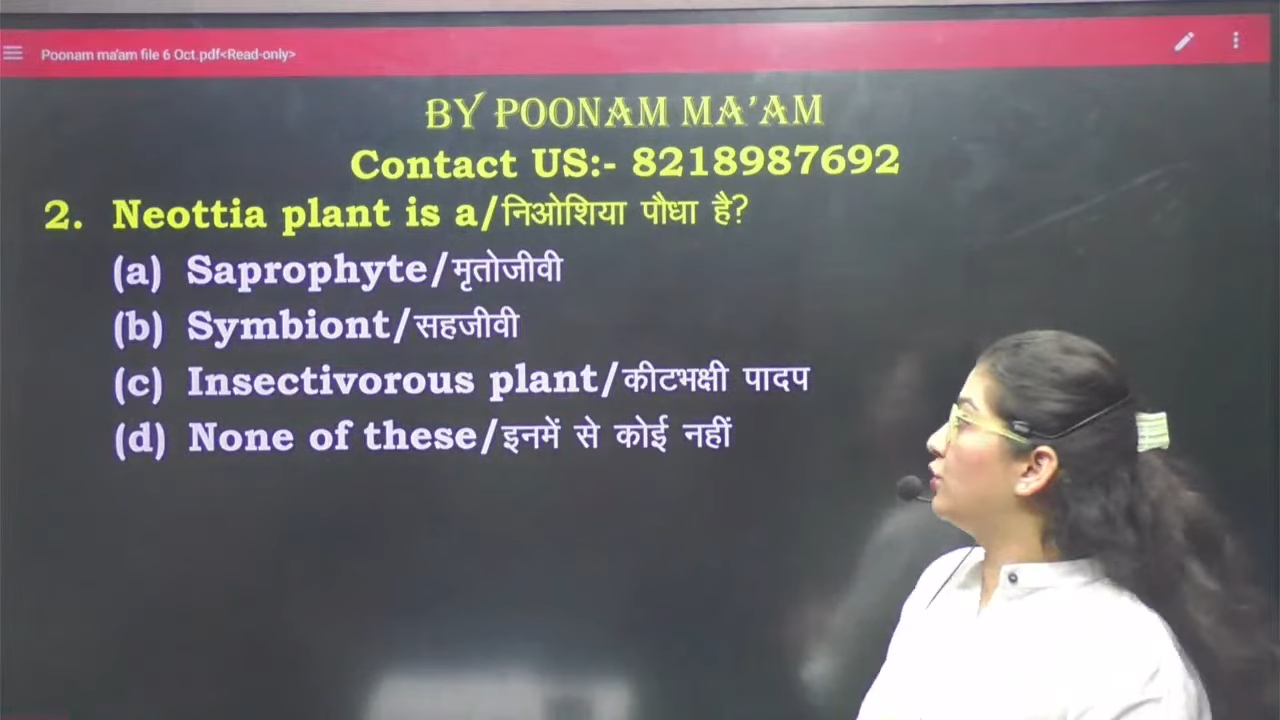 Poonam ma'am file 6 Oct.pdf<Read-only>
BY POONAM MA'AM
Contact US:- 8218987692
2. Neottia plant is a/निओशिया पौधा है?
(a) Saprophyte/मृतोजीवी
(b) Symbiont/सहजीवी
(c) Insectivorous plant/कीटभक्षी पादप
(d) None of these/इनमें से कोई नहीं